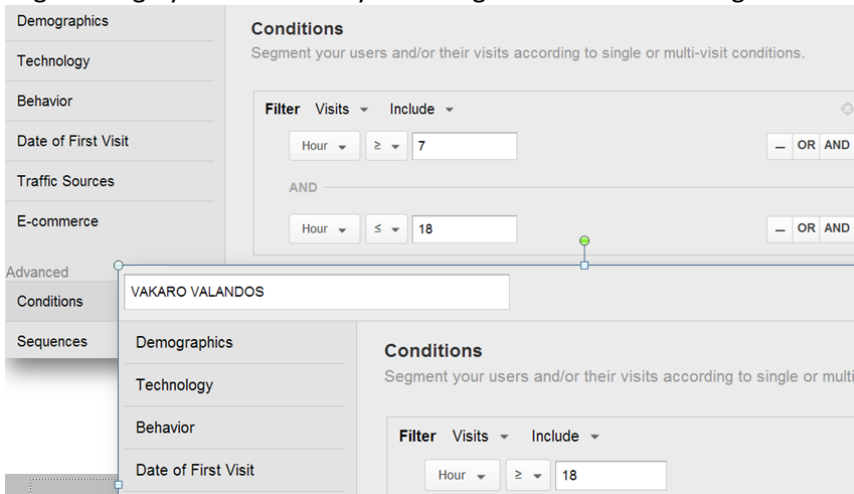 Demographics
Technology
Behavior
Date of First Visit
Traffic Sources
E-commerce
Advanced
Conditions
Sequences
Conditions
Segment your users and/or their visits according to single or multi-visit conditions.
Filter Visits Include
Hour ≥ 7 – OR AND
AND
Hour ≤ 18 – OR AND
VAKARO VALANDOS
Demographics
Technology
Behavior
Date of First Visit
Conditions
Segment your users and/or their visits according to single or multi
Filter Visits Include
Hour ≥ 18